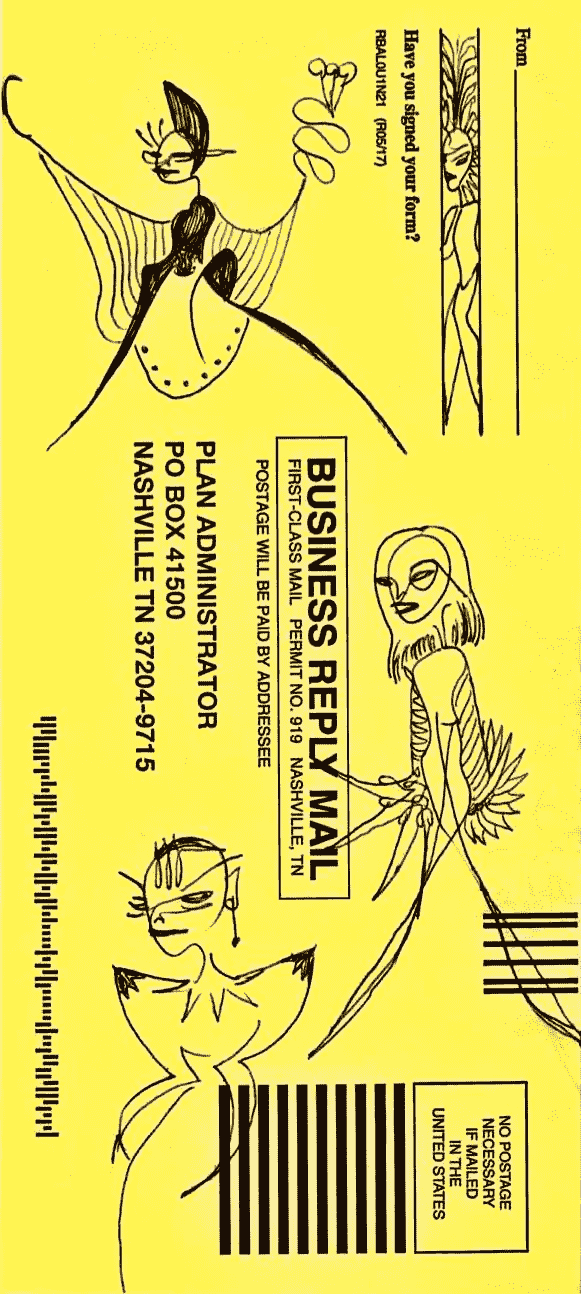 From
Have you signed your form?
RBAL0U1N21 (R05/17)
NO POSTAGE
NECESSARY
IF MAILED
IN THE
UNITED STATES
BUSINESS REPLY MAIL
FIRST-CLASS MAIL PERMIT NO. 919 NASHVILLE, TN
POSTAGE WILL BE PAID BY ADDRESSEE
PLAN ADMINISTRATOR
PO BOX 41500
NASHVILLE TN 37204-9715